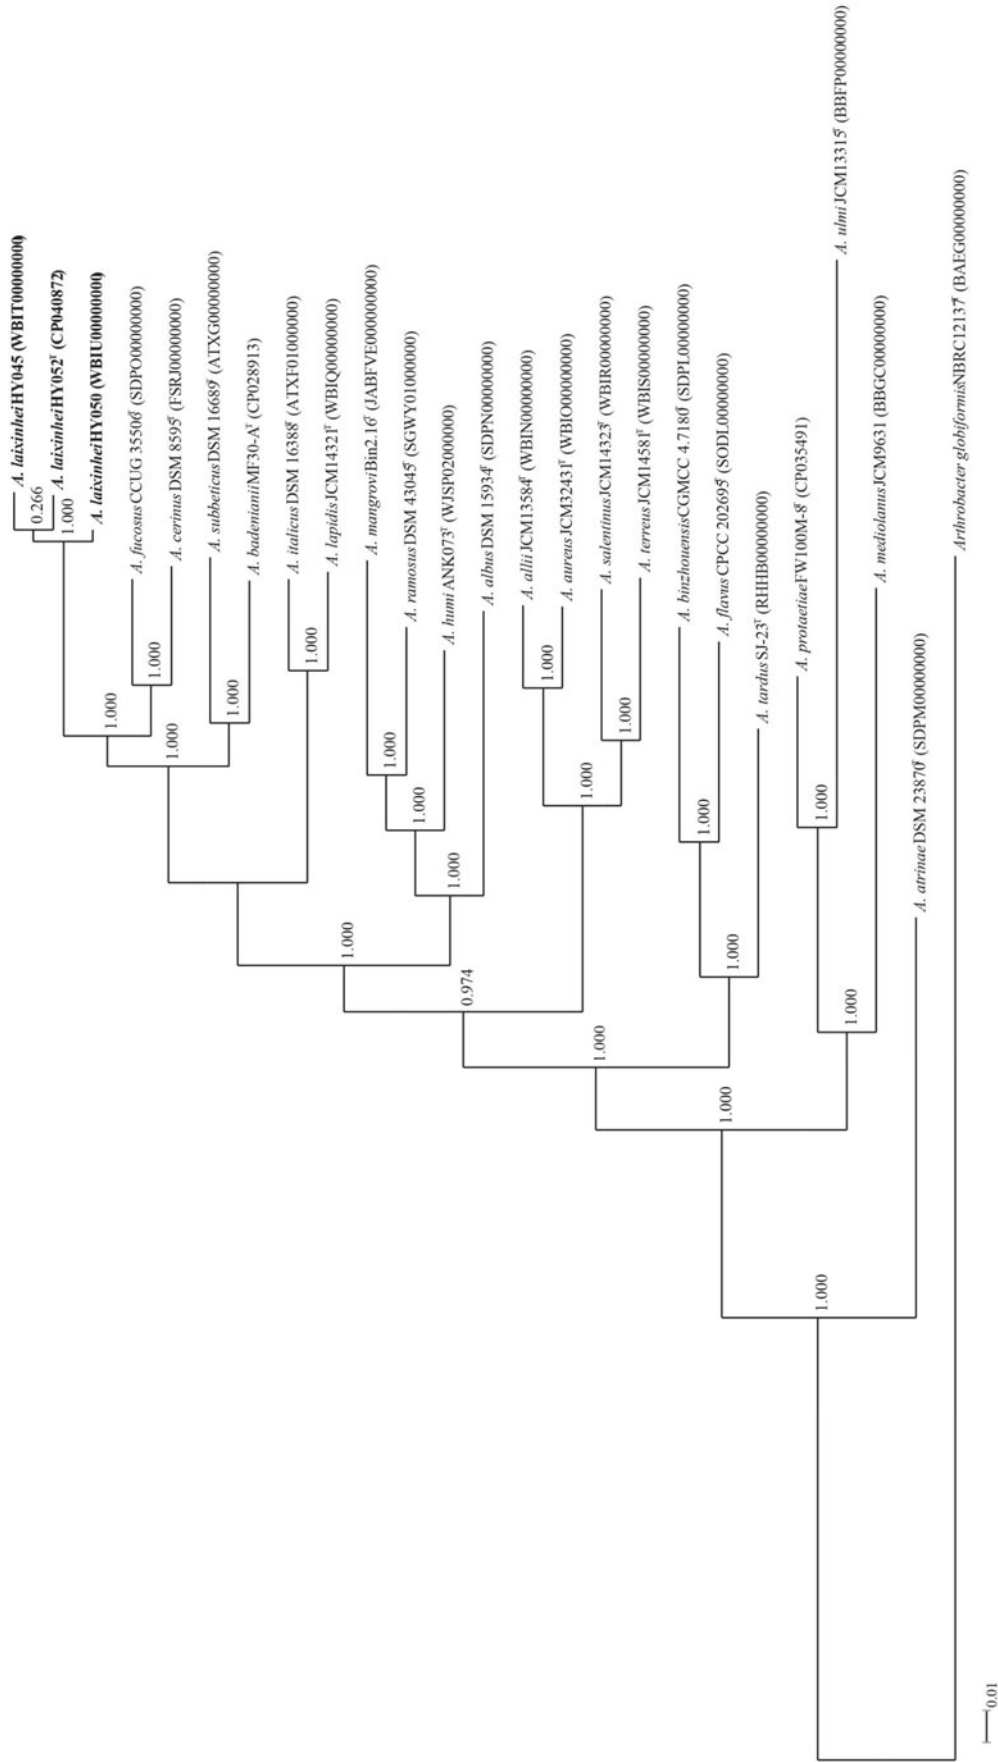 A. laixinhei HY045 (WBIT00000000)
0.266
A. laixinhei HY052T (CP040872)
1.000
A. laixinhei HY050 (WBIU00000000)
1.000
A. fucosus CCUG 35506T (SDPO00000000)
1.000
A. cerinus DSM 8595T (FSRJ00000000)
1.000
A. subbeticus DSM 16689T (ATXG00000000)
1.000
A. badenianii MF30-AT (CP028913)
A. italicus DSM 16388T (ATXF01000000)
1.000
A. lapidis JCM14321T (WBIQ00000000)
1.000
A. mangrovi Bin2.16T (JABFVE0000000000)
1.000
A. ramosus DSM 43045T (SGWY01000000)
1.000
A. humi ANK073T (WJSP02000000)
1.000
A. albus DSM 15934T (SDPN00000000)
0.974
A. allii JCM13584T (WBIN00000000)
1.000
A. aureus JCM32431T (WBIO00000000)
1.000
A. salentinus JCM14323T (WBIR00000000)
1.000
A. terreus JCM14581T (WBIS00000000)
1.000
A. binzhouensis CGMCC 4.7180T (SDPL00000000)
1.000
A. flavus CPCC 202695T (SODL00000000)
1.000
A. tardus SJ-23T (RHHB00000000)
1.000
A. protaetiae FW100M-8T (CP035491)
1.000
A. ulmi JCM13315T (BBFP00000000)
1.000
A. mediolanus JCM9631 (BBGC00000000)
1.000
A. atrinae DSM 23870T (SDPM00000000)
Arthrobacter globiformis NBRC12137T (BAEG00000000)
0.01